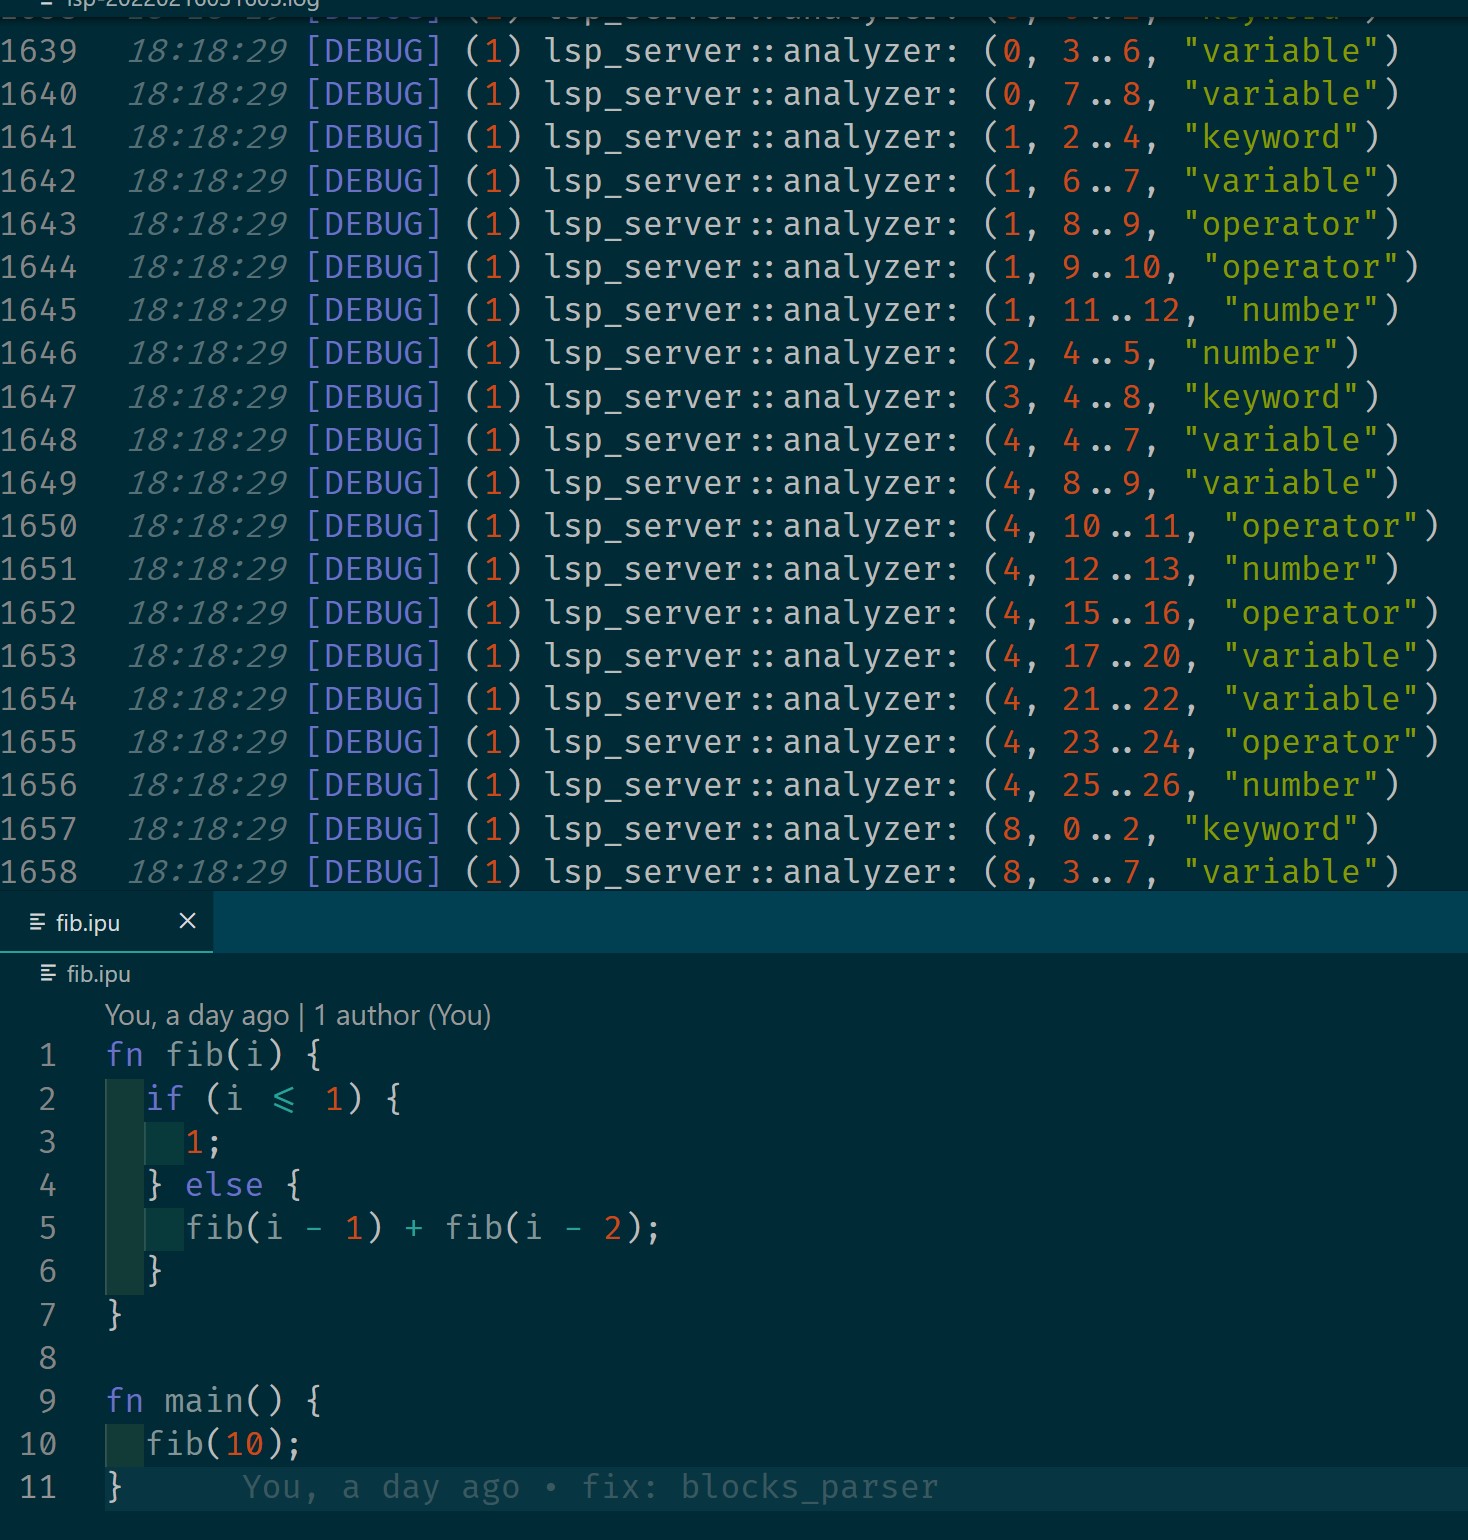 1639 18:18:29 [DEBUG] (1) lsp_server::analyzer: (0, 3..6, "variable")
1640 18:18:29 [DEBUG] (1) lsp_server::analyzer: (0, 7..8, "variable")
1641 18:18:29 [DEBUG] (1) lsp_server::analyzer: (1, 2..4, "keyword")
1642 18:18:29 [DEBUG] (1) lsp_server::analyzer: (1, 6..7, "variable")
1643 18:18:29 [DEBUG] (1) lsp_server::analyzer: (1, 8..9, "operator")
1644 18:18:29 [DEBUG] (1) lsp_server::analyzer: (1, 9..10, "operator")
1645 18:18:29 [DEBUG] (1) lsp_server::analyzer: (1, 11..12, "number")
1646 18:18:29 [DEBUG] (1) lsp_server::analyzer: (2, 4..5, "number")
1647 18:18:29 [DEBUG] (1) lsp_server::analyzer: (3, 4..8, "keyword")
1648 18:18:29 [DEBUG] (1) lsp_server::analyzer: (4, 4..7, "variable")
1649 18:18:29 [DEBUG] (1) lsp_server::analyzer: (4, 8..9, "variable")
1650 18:18:29 [DEBUG] (1) lsp_server::analyzer: (4, 10..11, "operator")
1651 18:18:29 [DEBUG] (1) lsp_server::analyzer: (4, 12..13, "number")
1652 18:18:29 [DEBUG] (1) lsp_server::analyzer: (4, 15..16, "operator")
1653 18:18:29 [DEBUG] (1) lsp_server::analyzer: (4, 17..20, "variable")
1654 18:18:29 [DEBUG] (1) lsp_server::analyzer: (4, 21..22, "variable")
1655 18:18:29 [DEBUG] (1) lsp_server::analyzer: (4, 23..24, "operator")
1656 18:18:29 [DEBUG] (1) lsp_server::analyzer: (4, 25..26, "number")
1657 18:18:29 [DEBUG] (1) lsp_server::analyzer: (8, 0..2, "keyword")
1658 18:18:29 [DEBUG] (1) lsp_server::analyzer: (8, 3..7, "variable")
fib.ipu
fib.ipu
You, a day ago | 1 author (You)
1 fn fib(i) {
2 if (i <= 1) {
3 1;
4 } else {
5 fib(i - 1) + fib(i - 2);
6 }
7 }
8
9 fn main() {
10 fib(10);
11 } You, a day ago • fix: blocks_parser